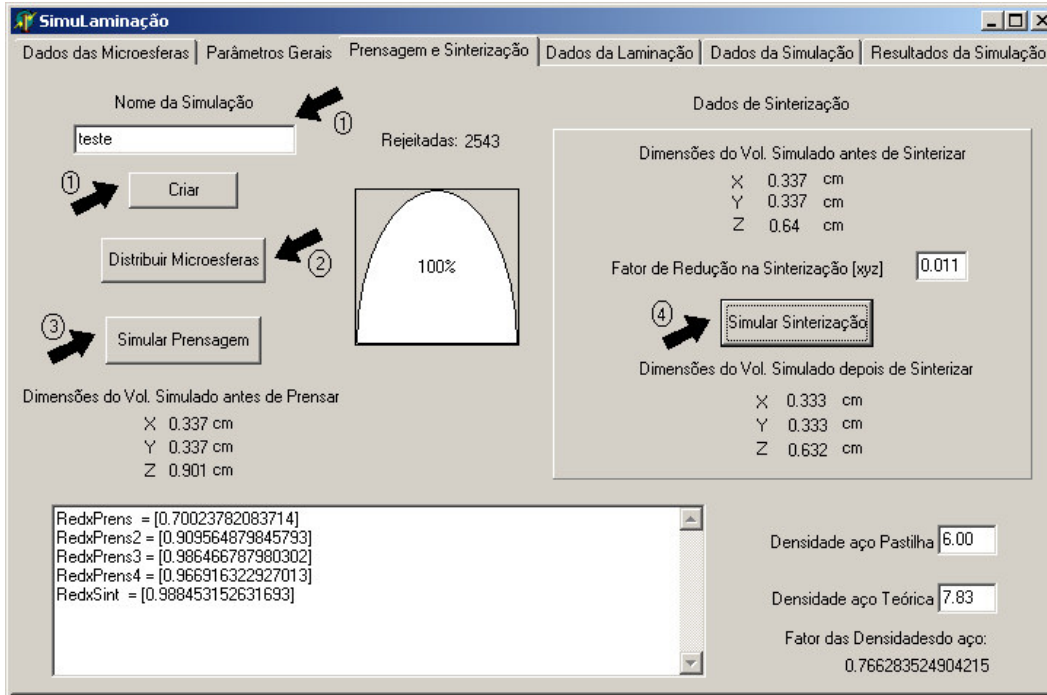 SimuLaminação
Dados das Microesferas Parâmetros Gerais Prensagem e Sinterização Dados da Laminação Dados da Simulação Resultados da Simulação
Nome da Simulação
1
teste
1
Criar
Distribuir Microesferas
2
3
Simular Prensagem
Dimensões do Vol. Simulado antes de Prensar
X 0.337 cm
Y 0.337 cm
Z 0.901 cm
Rejeitadas: 2543
100%
Dados de Sinterização
Dimensões do Vol. Simulado antes de Sinterizar
X 0.337 cm
Y 0.337 cm
Z 0.64 cm
Fator de Redução na Sinterização [xyz] 0.011
4
Simular Sinterização
Dimensões do Vol. Simulado depois de Sinterizar
X 0.333 cm
Y 0.333 cm
Z 0.632 cm
RedxPrens = [0.70023782083714]
RedxPrens2 = [0.909564879845793]
RedxPrens3 = [0.986466787980302]
RedxPrens4 = [0.966916322927013]
RedxSint = [0.988453152631693]
Densidade aço Pastilha 6.00
Densidade aço Teórica 7.83
Fator das Densidadesdo aço:
0.766283524904215